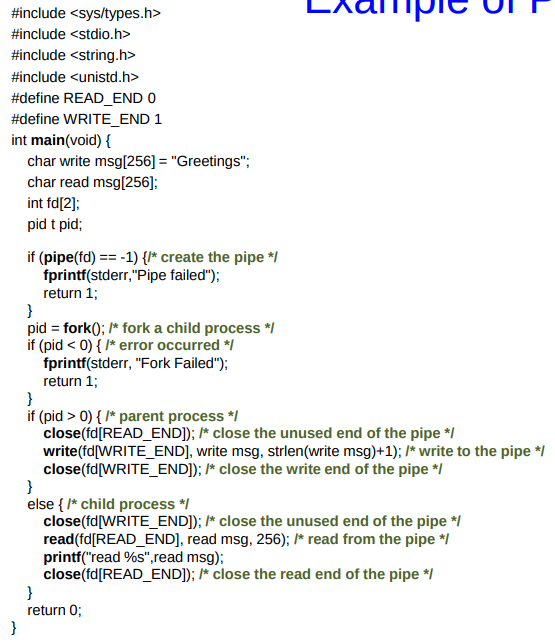 Example of P
#include <sys/types.h>
#include <stdio.h>
#include <string.h>
#include <unistd.h>
#define READ_END 0
#define WRITE_END 1
int main(void) {
char write msg[256] = "Greetings";
char read msg[256];
int fd[2];
pid t pid;
if (pipe(fd) == -1) {/* create the pipe */
fprintf(stderr,"Pipe failed");
return 1;
}
pid = fork(); /* fork a child process */
if (pid < 0) { /* error occurred */
fprintf(stderr, "Fork Failed");
return 1;
}
if (pid > 0) { /* parent process */
close(fd[READ_END]); /* close the unused end of the pipe */
write(fd[WRITE_END], write msg, strlen(write msg)+1); /* write to the pipe */
close(fd[WRITE_END]); /* close the write end of the pipe */
}
else { /* child process */
close(fd[WRITE_END]); /* close the unused end of the pipe */
read(fd[READ_END], read msg, 256); /* read from the pipe */
printf("read %s",read msg);
close(fd[READ_END]); /* close the read end of the pipe */
}
return 0;
}